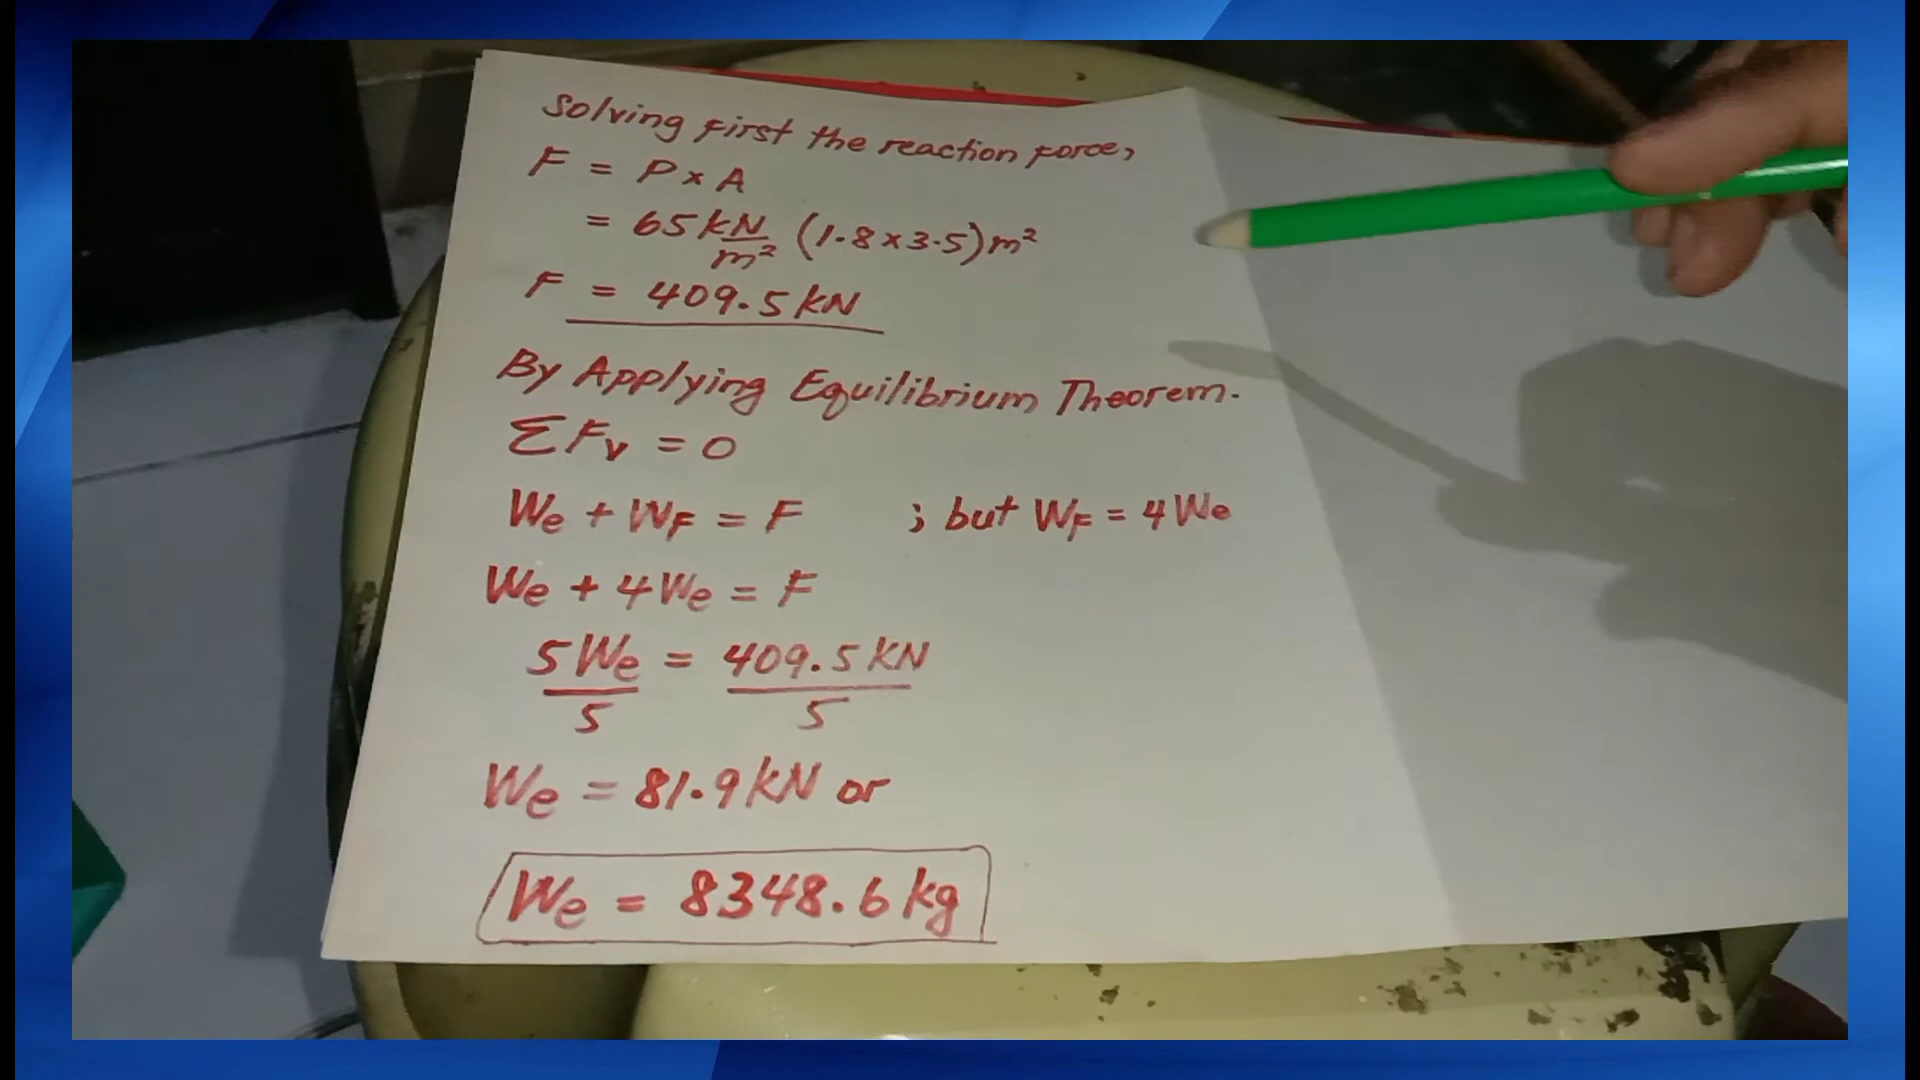 Solving first the reaction force,
F = P x A
= 65 kN/m² (1.8 x 3.5) m²
F = 409.5 kN
By Applying Equilibrium Theorem.
ΣFv = 0
We + WF = F ; but WF = 4We
We + 4We = F
5We/5 = 409.5 kN/5
We = 81.9 kN or
We = 8348.6 kg